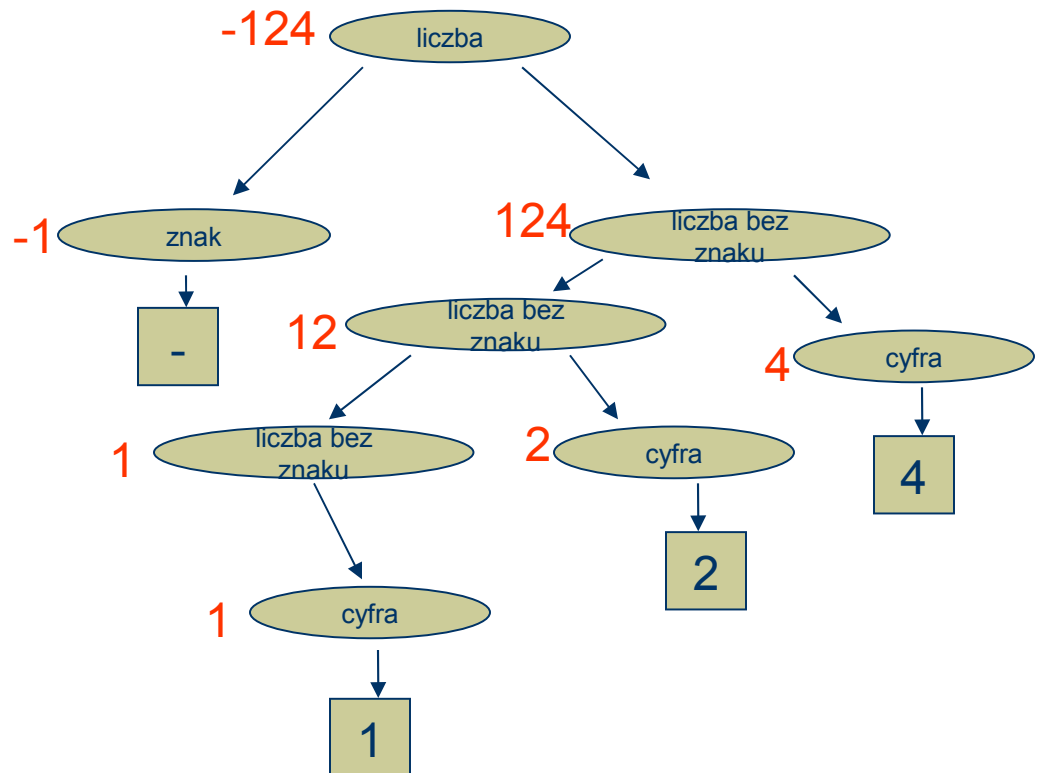 -124
liczba
-1
znak
124
liczba bez
znaku
-
12
liczba bez
znaku
4
cyfra
1
liczba bez
znaku
2
cyfra
4
2
1
cyfra
1